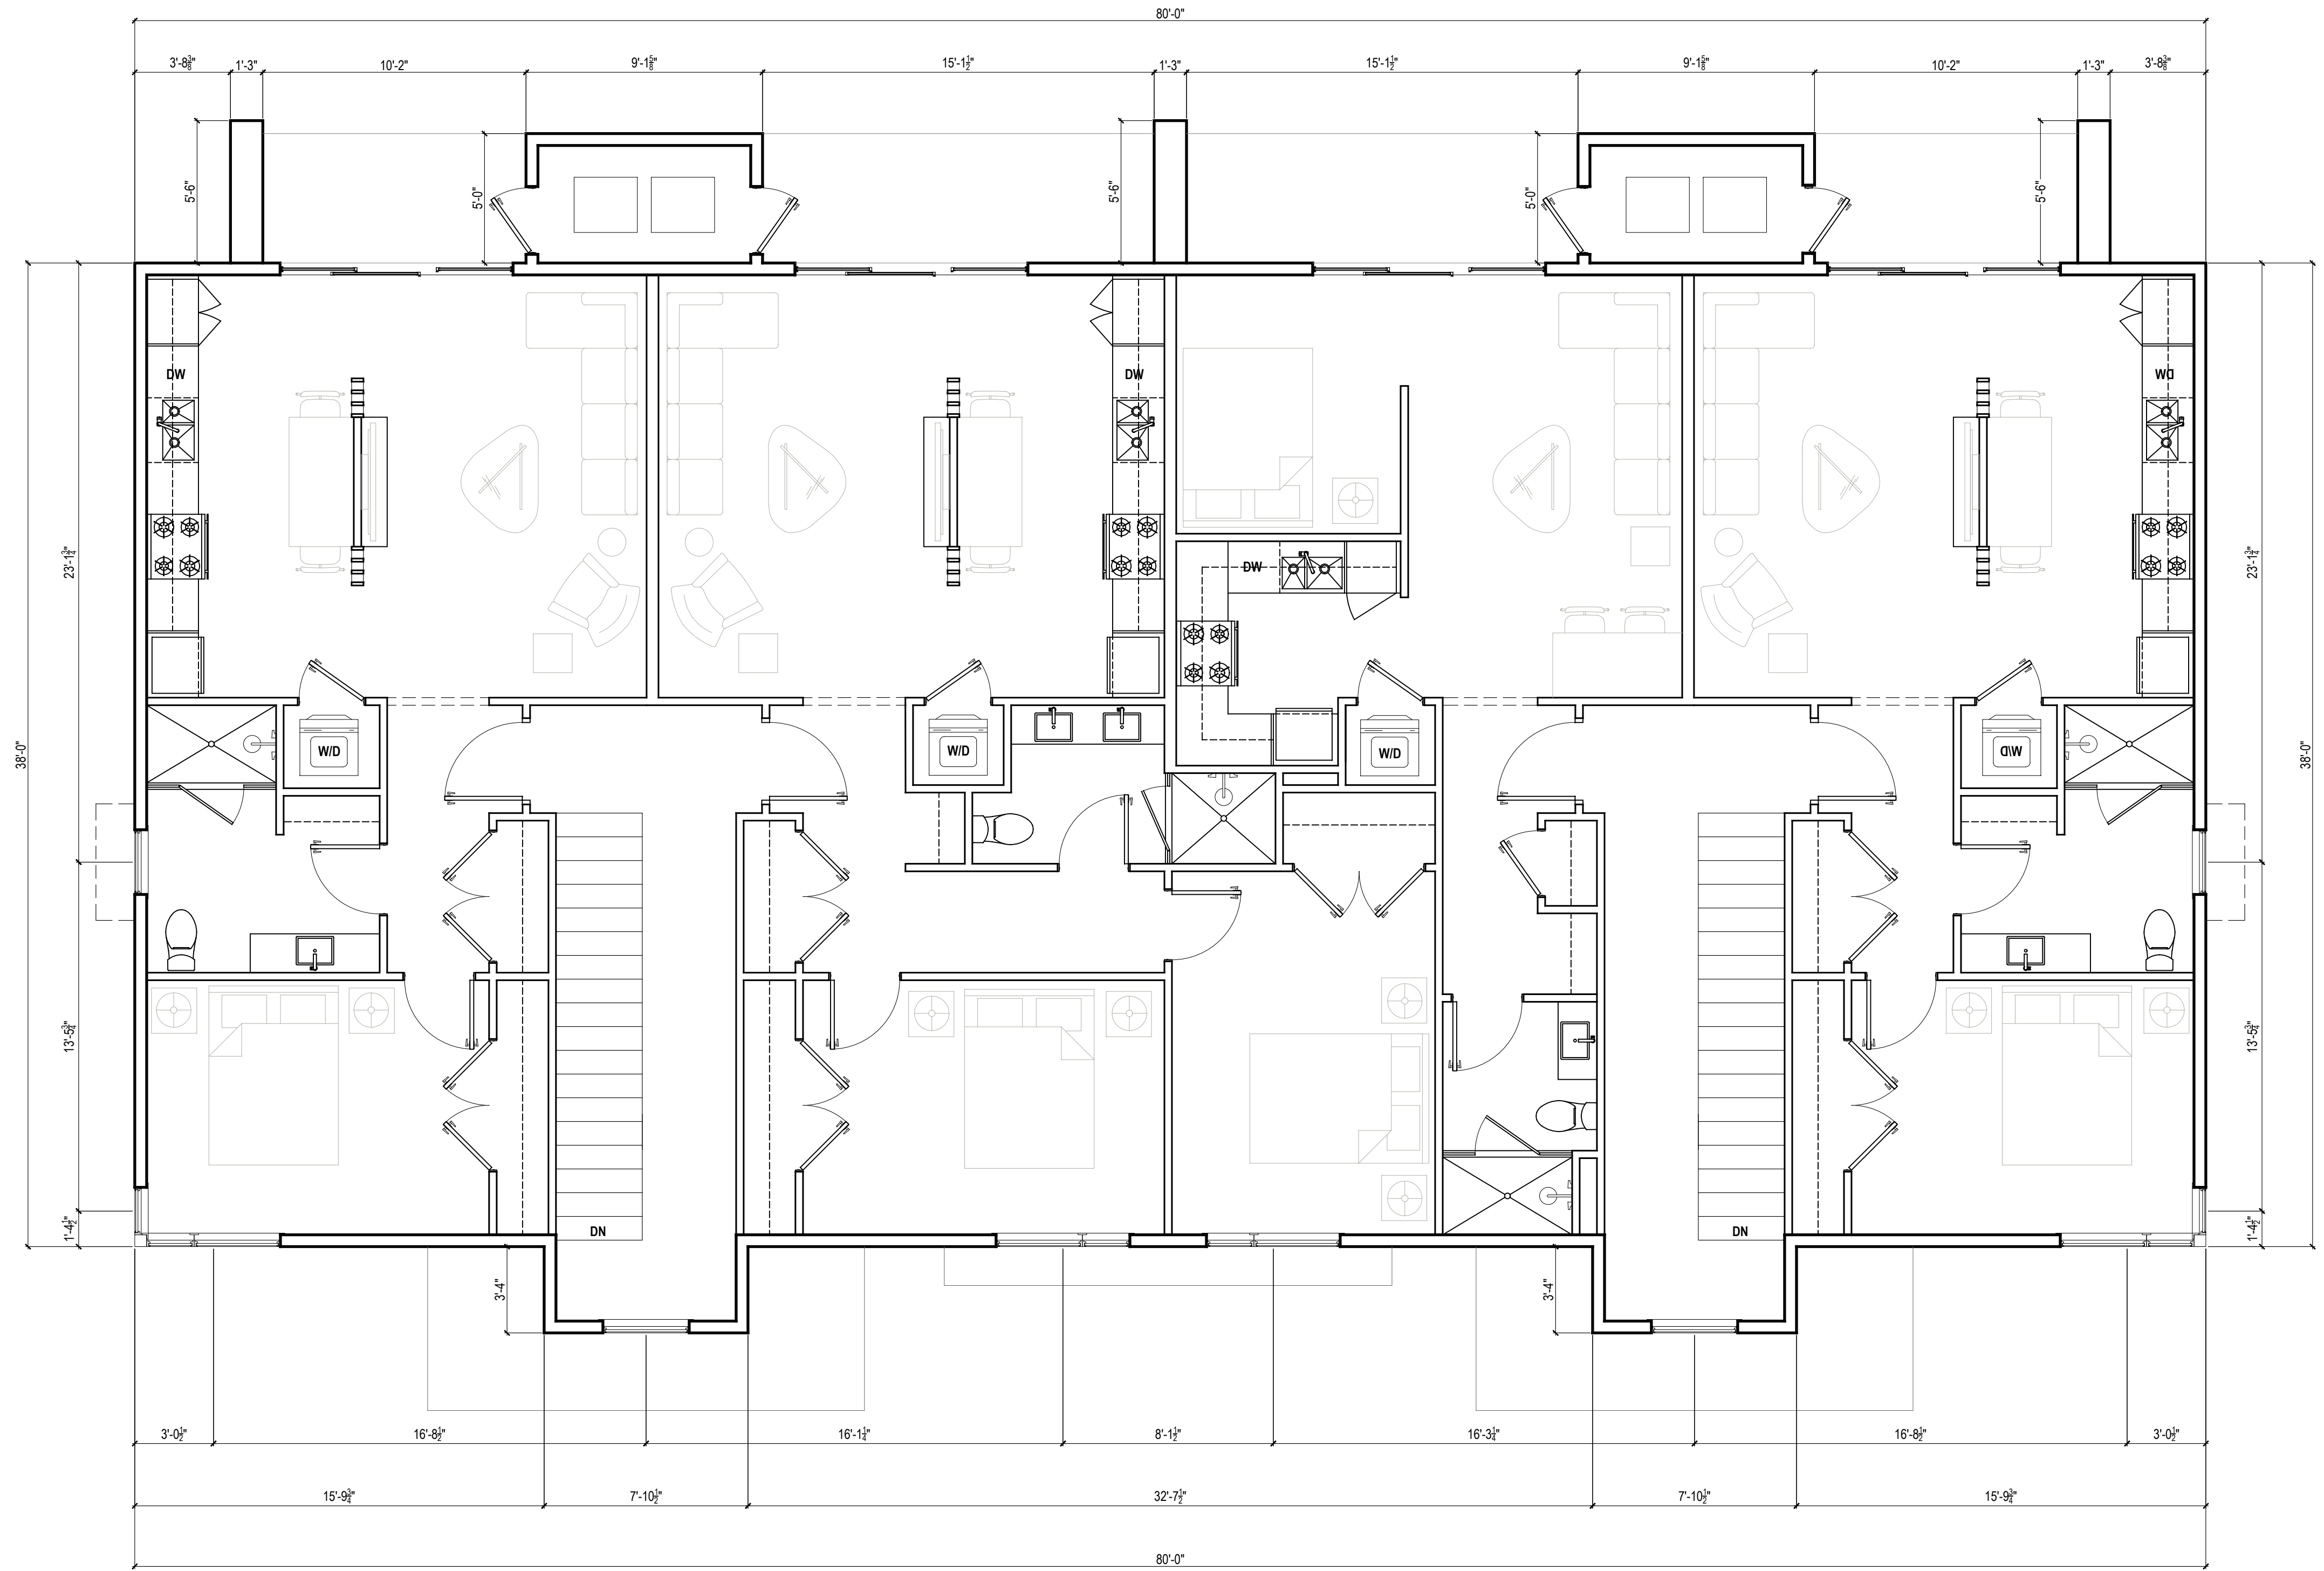 80'-0"
3'-8⅜" 1'-3" 10'-2" 9'-1⅝" 15'-1½" 1'-3" 15'-1½" 9'-1⅝" 10'-2" 1'-3" 3'-8⅜"
5'-6" 5'-0" 5'-6" 5'-0" 5'-6"
DW DW DW
DW
23'-1¾" 23'-1¾"
38'-0" W/D W/D W/D W/D 38'-0"
13'-5¾" 13'-5¾"
1'-4½" DN DN 1'-4½"
3'-4" 3'-4"
3'-0½" 16'-8½" 16'-1¼" 8'-1½" 16'-3¼" 16'-8½" 3'-0½"
15'-9¾" 7'-10½" 32'-7½" 7'-10½" 15'-9¾"
80'-0"